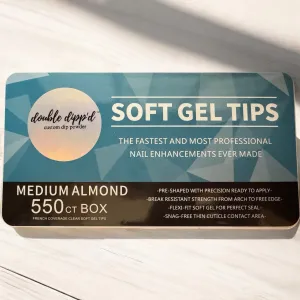 double dipp'd
custom dip powder
SOFT GEL TIPS
THE FASTEST AND MOST PROFESSIONAL
NAIL ENHANCEMENTS EVER MADE
MEDIUM ALMOND
550CT BOX
FRENCH COVERAGE CLEAR SOFT GEL TIPS
-PRE-SHAPED WITH PRECISION READY TO APPLY-
-BREAK RESISTANT STRENGTH FROM ARCH TO FREE EDGE-
-FLEXI-FIT SOFT GEL FOR PERFECT SEAL-
-SNAG-FREE THIN CUTICLE CONTACT AREA-